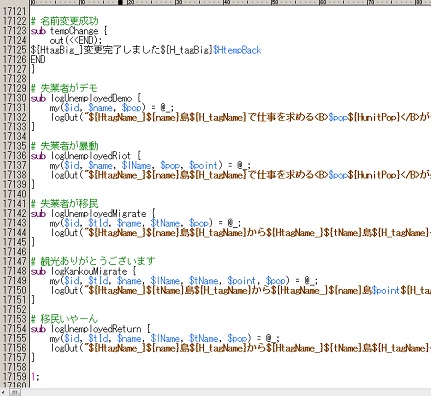 17121
17122 # 名前変更成功
17123 sub tempChange {
17124 out(<<END);
17125 ${HtagBig_}変更完了しました${H_tagBig}$HtempBack
17126 END
17127 }
17128
17129 # 失業者がデモ
17130 sub logUnemployedDemo {
17131 my($id, $name, $pop) = @_;
17132 logOut("${HtagName_}${name}島${H_tagName}で仕事を求める<B>$pop${HunitPop}</B>が
17133 }
17134
17135 # 失業者が暴動
17136 sub logUnemployedRiot {
17137 my($id, $name, $lName, $pop, $point) = @_;
17138 logOut("${HtagName_}${name}島${H_tagName}で仕事を求める<B>$pop${HunitPop}</B>が
17139 }
17140
17141 # 失業者が移民
17142 sub logUnemployedMigrate {
17143 my($id, $tId, $name, $tName, $pop) = @_;
17144 logOut("${HtagName_}${name}島${H_tagName}から${HtagName_}${tName}島${H_tagName}
17145 }
17146
17147 # 観光ありがとうございます
17148 sub logKankouMigrate {
17149 my($id, $tId, $name, $lName, $tName, $point, $pop) = @_;
17150 logOut("${HtagName_}${tName}島${H_tagName}から${HtagName_}${name}島$point${H_tag
17151 }
17152
17153 # 移民いやーん
17154 sub logUnemployedReturn {
17155 my($id, $tId, $name, $lName, $tName, $pop) = @_;
17156 logOut("${HtagName_}${name}島${H_tagName}から${HtagName_}${tName}島${H_tagName}
17157 }
17158
17159 1;
17160